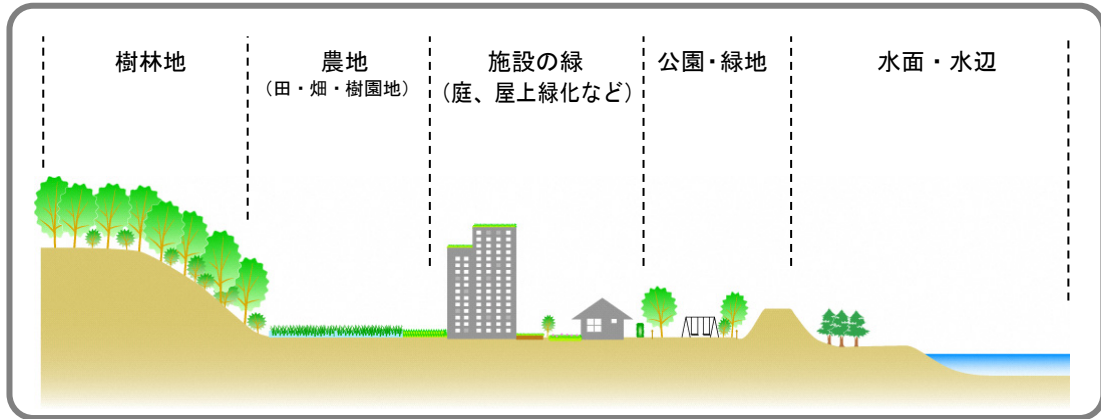 樹林地
農地
(田・畑・樹園地)
施設の緑
(庭、屋上緑化など)
公園・緑地
水面・水辺